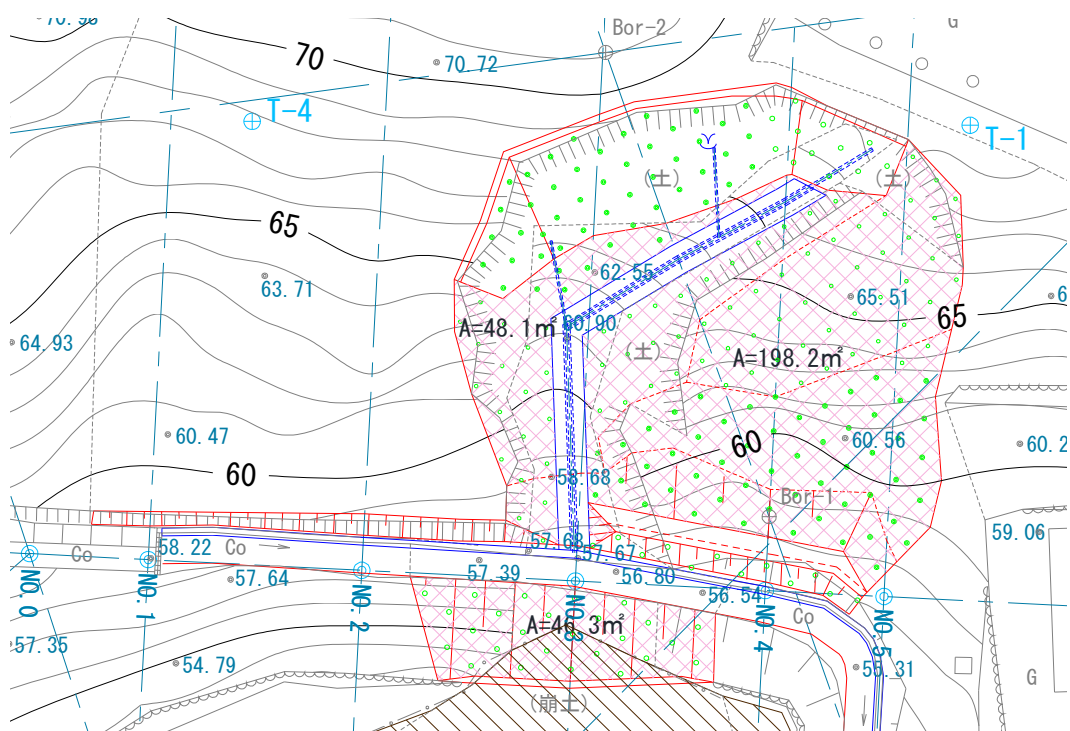 70.98
Bor-2
G
70
70.72
T-4
T-1
(土)
(土)
65
62.55
63.71
65.51
65
A=48.1㎡
60.90
64.93
(土)
A=198.2㎡
60.47
60.56
60.2
60
60
58.68
Bor-1
59.06
Co
58.22
Co
57.68
57.67
57.64
57.39
56.80
56.54
NO.0
NO.1
NO.2
NO.3
NO.4
NO.5
Co
A=46.3㎡
57.35
54.79
55.31
G
(崩土)